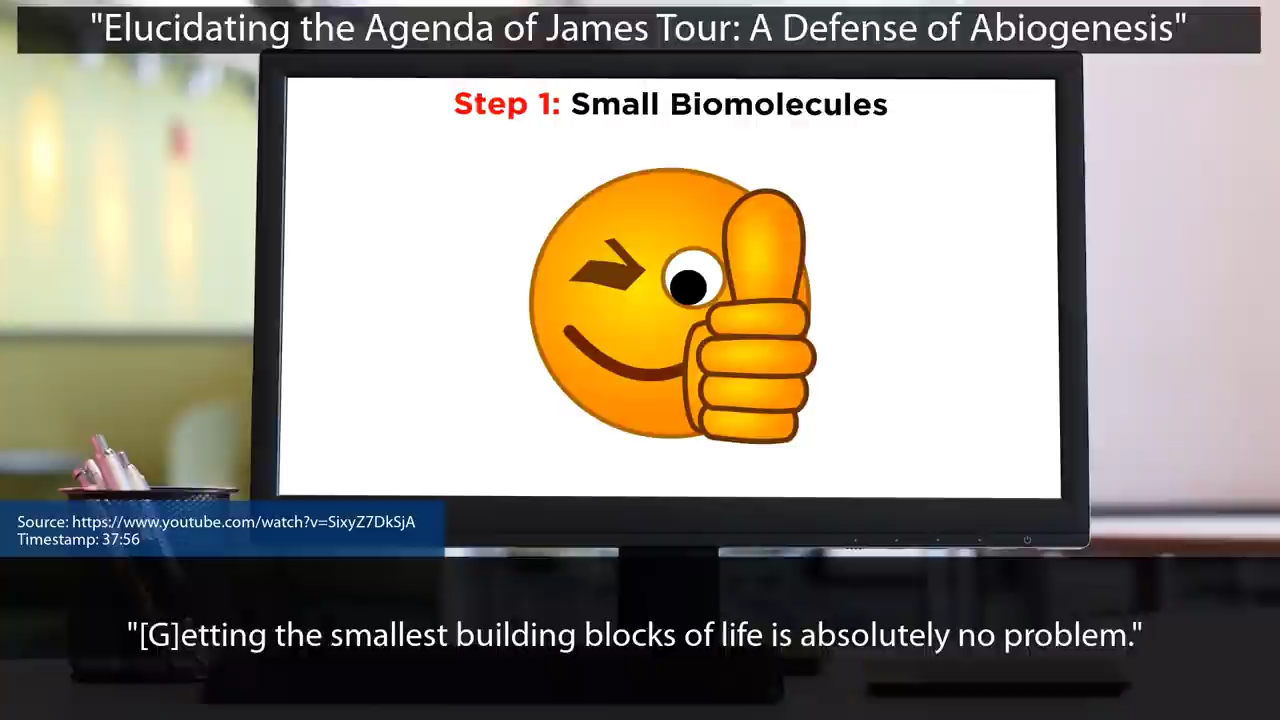 "Elucidating the Agenda of James Tour: A Defense of Abiogenesis"
Step 1: Small Biomolecules
Source: https://www.youtube.com/watch?v=SixyZ7DkSjA
Timestamp: 37:56
"[G]etting the smallest building blocks of life is absolutely no problem."